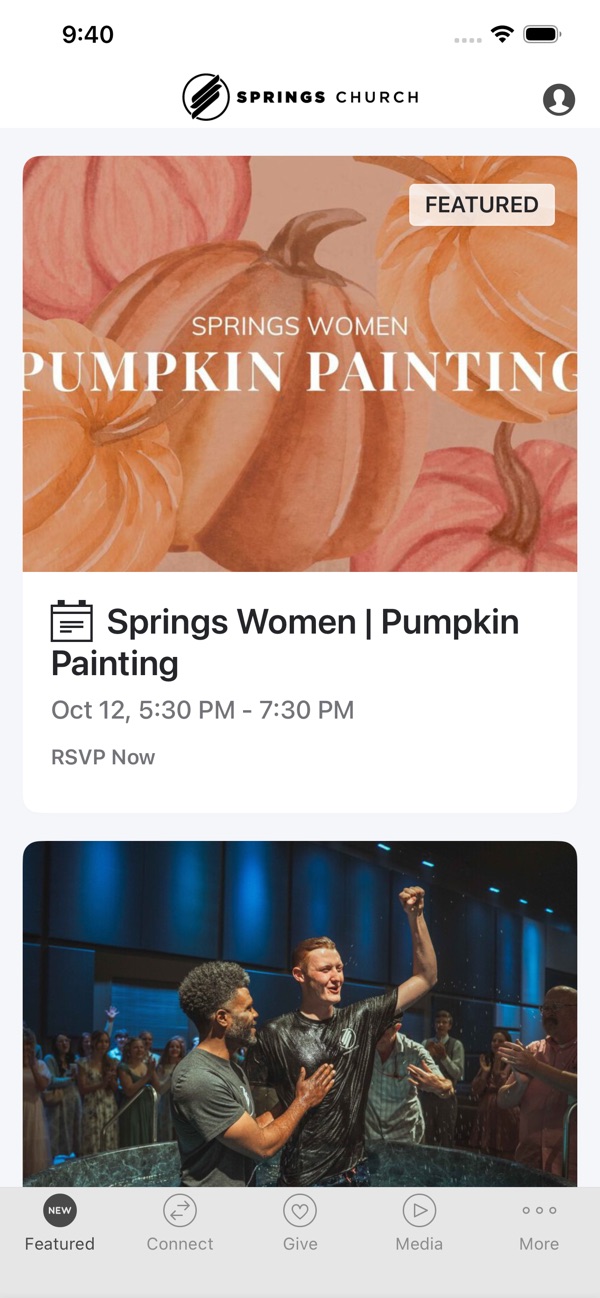 9:40
SPRINGS CHURCH
FEATURED
SPRINGS WOMEN
PUMPKIN PAINTING
Springs Women | Pumpkin
Painting
Oct 12, 5:30 PM - 7:30 PM
RSVP Now
NEW
Featured
Connect
Give
Media
More